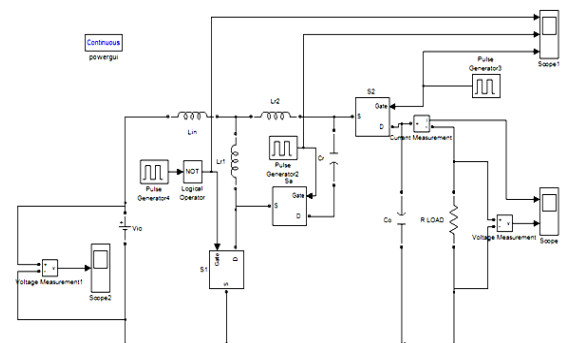 Continuous
powergui
Scope1
Pulse
Generator3
S2
Gate
S
D
Lr2
Lin
Lr1
Cr
Current Measurement
Pulse
Generator2
Sa
Gate
S
D
Pulse
Generator4
NOT
Logical
Operator
Co
R LOAD
Voltage Measurement
Scope
Voltage Measurement1
Scope2
S1
Gate
D
S